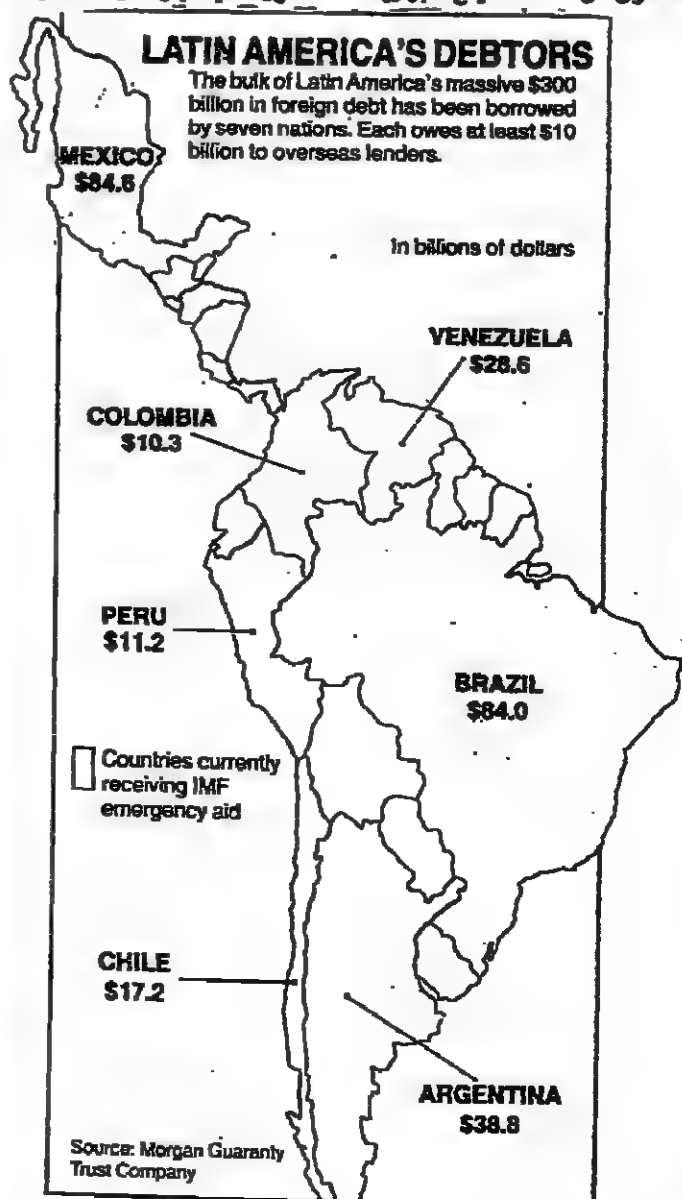 LATIN AMERICA'S DEBTORS
The bulk of Latin America's massive $300
billion in foreign debt has been borrowed
by seven nations. Each owes at least $10
billion to overseas lenders.
MEXICO
$84.6
In billions of dollars
VENEZUELA
$28.6
COLOMBIA
$10.3
PERU
$11.2
BRAZIL
$84.0
Countries currently
receiving IMF
emergency aid
CHILE
$17.2
ARGENTINA
$38.8
Source: Morgan Guaranty
Trust Company